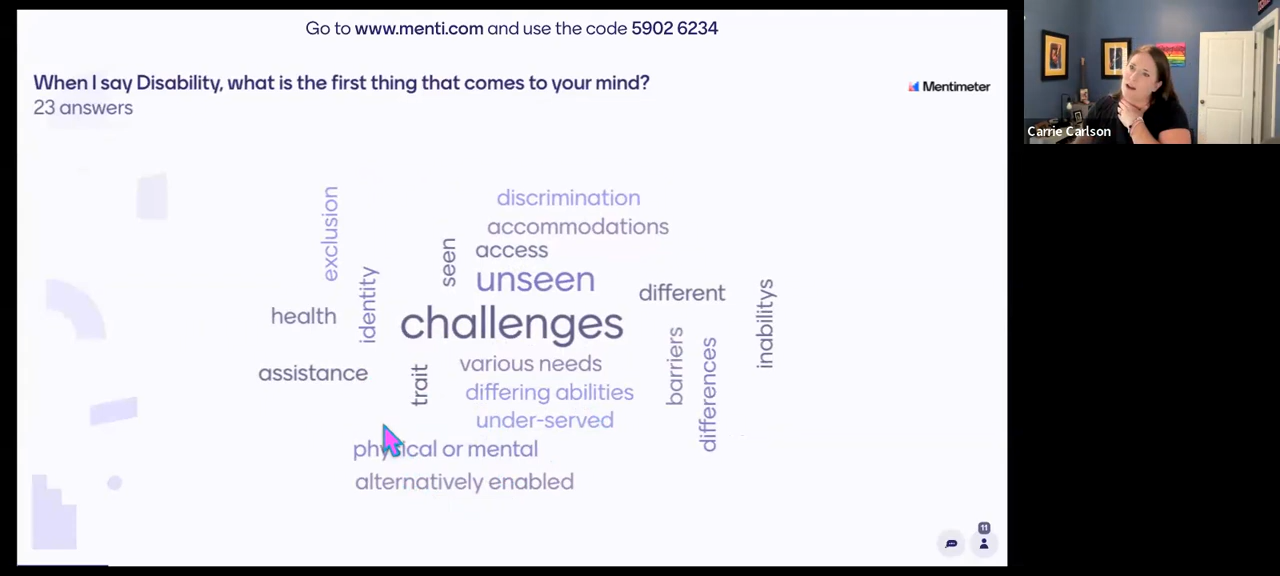 Go to www.menti.com and use the code 5902 6234
When I say Disability, what is the first thing that comes to your mind?
23 answers
Mentimeter
Carrie Carlson
discrimination
accommodations
exclusion
seen
access
unseen
identity
different
inabilitys
health
challenges
barriers
differences
various needs
assistance
trait
differing abilities
under-served
physical or mental
alternatively enabled
11